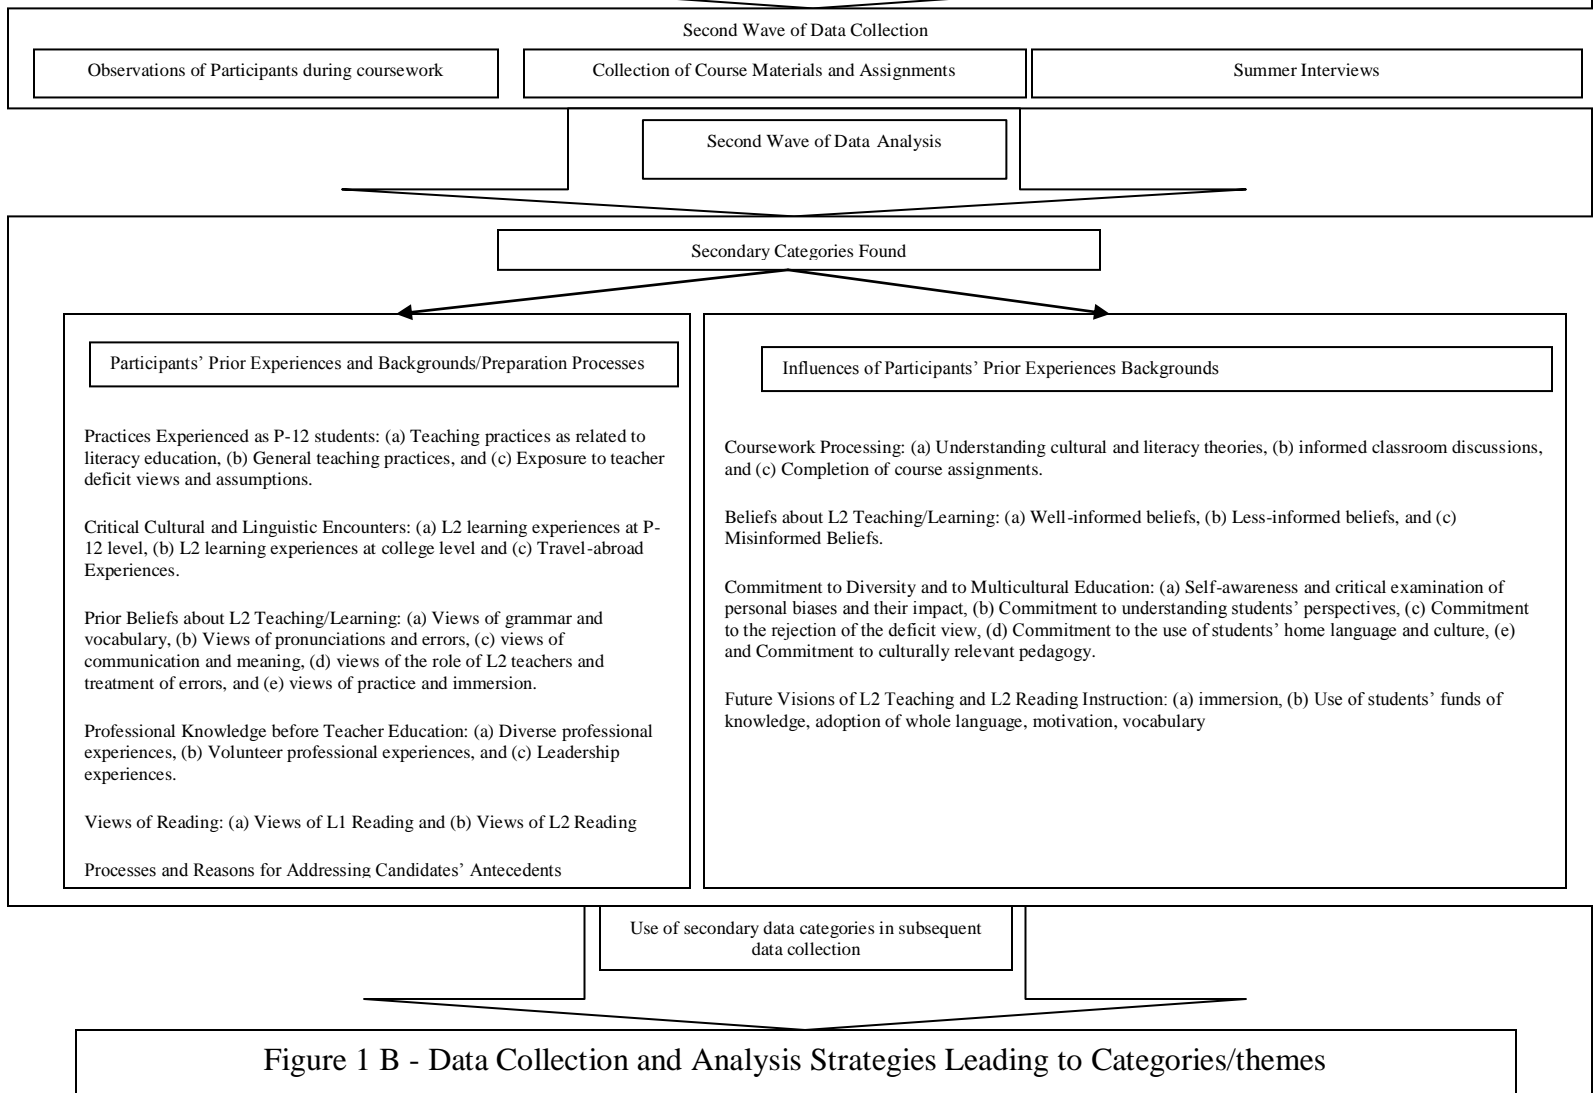 Second Wave of Data Collection
Observations of Participants during coursework
Collection of Course Materials and Assignments
Summer Interviews
Second Wave of Data Analysis
Secondary Categories Found
Participants’ Prior Experiences and Backgrounds/Preparation Processes
Practices Experienced as P-12 students: (a) Teaching practices as related to
literacy education, (b) General teaching practices, and (c) Exposure to teacher
deficit views and assumptions.
Critical Cultural and Linguistic Encounters: (a) L2 learning experiences at P-
12 level, (b) L2 learning experiences at college level and (c) Travel-abroad
Experiences.
Prior Beliefs about L2 Teaching/Learning: (a) Views of grammar and
vocabulary, (b) Views of pronunciations and errors, (c) views of
communication and meaning, (d) views of the role of L2 teachers and
treatment of errors, and (e) views of practice and immersion.
Professional Knowledge before Teacher Education: (a) Diverse professional
experiences, (b) Volunteer professional experiences, and (c) Leadership
experiences.
Views of Reading: (a) Views of L1 Reading and (b) Views of L2 Reading
Processes and Reasons for Addressing Candidates’ Antecedents
Influences of Participants’ Prior Experiences Backgrounds
Coursework Processing: (a) Understanding cultural and literacy theories, (b) informed classroom discussions,
and (c) Completion of course assignments.
Beliefs about L2 Teaching/Learning: (a) Well-informed beliefs, (b) Less-informed beliefs, and (c)
Misinformed Beliefs.
Commitment to Diversity and to Multicultural Education: (a) Self-awareness and critical examination of
personal biases and their impact, (b) Commitment to understanding students’ perspectives, (c) Commitment
to the rejection of the deficit view, (d) Commitment to the use of students’ home language and culture, (e)
and Commitment to culturally relevant pedagogy.
Future Visions of L2 Teaching and L2 Reading Instruction: (a) immersion, (b) Use of students’ funds of
knowledge, adoption of whole language, motivation, vocabulary
Use of secondary data categories in subsequent
data collection
Figure 1 B - Data Collection and Analysis Strategies Leading to Categories/themes